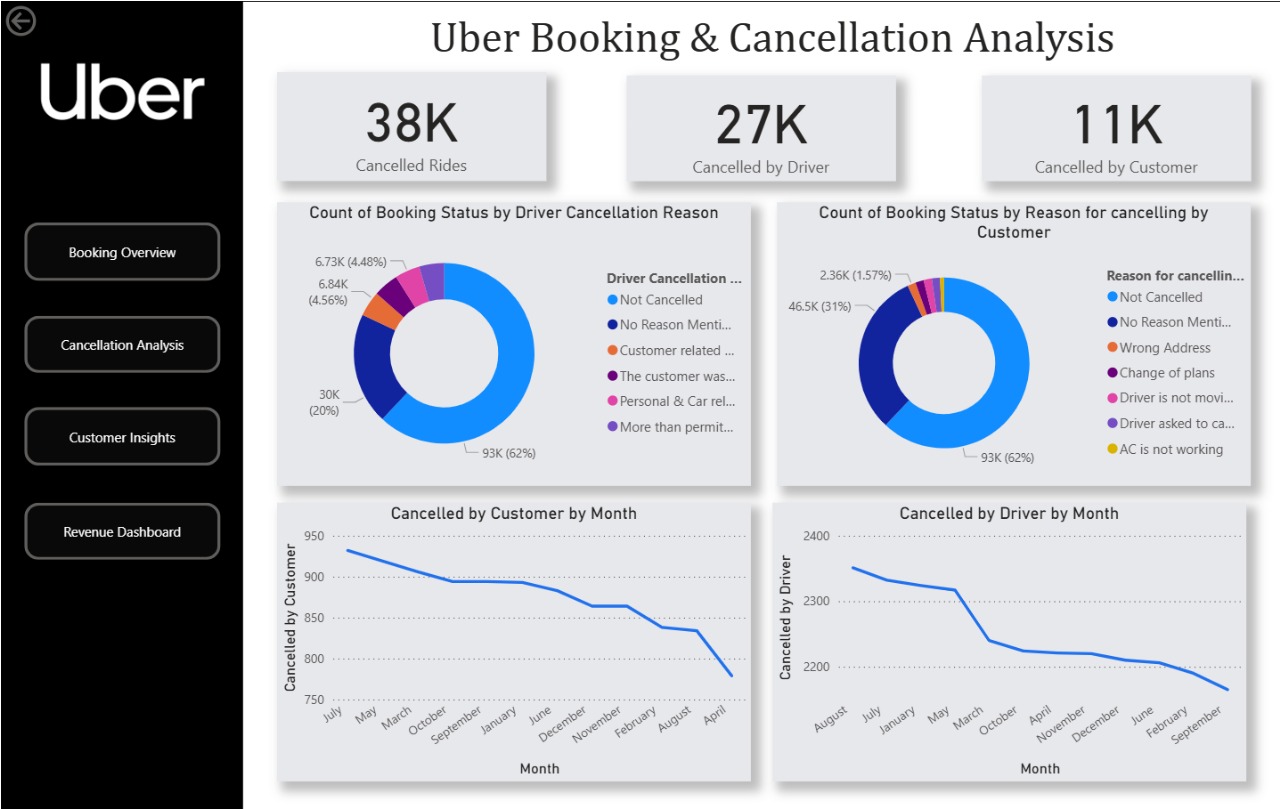 Uber Booking & Cancellation Analysis
Uber
Booking Overview
Cancellation Analysis
Customer Insights
Revenue Dashboard
38K
Cancelled Rides
27K
Cancelled by Driver
11K
Cancelled by Customer
Count of Booking Status by Driver Cancellation Reason
6.73K (4.48%)
6.84K
(4.56%)
30K
(20%)
93K (62%)
Driver Cancellation ...
Not Cancelled
No Reason Menti...
Customer related ...
The customer was...
Personal & Car rel...
More than permit...
Count of Booking Status by Reason for cancelling by
Customer
2.36K (1.57%)
46.5K (31%)
93K (62%)
Reason for cancellin...
Not Cancelled
No Reason Menti...
Wrong Address
Change of plans
Driver is not movi...
Driver asked to ca...
AC is not working
Cancelled by Customer by Month
Cancelled by Customer
950
900
850
800
750
July
May
March
October
September
January
June
December
November
February
August
April
Month
Cancelled by Driver by Month
Cancelled by Driver
2400
2300
2200
August
July
January
May
March
October
April
November
December
June
February
September
Month